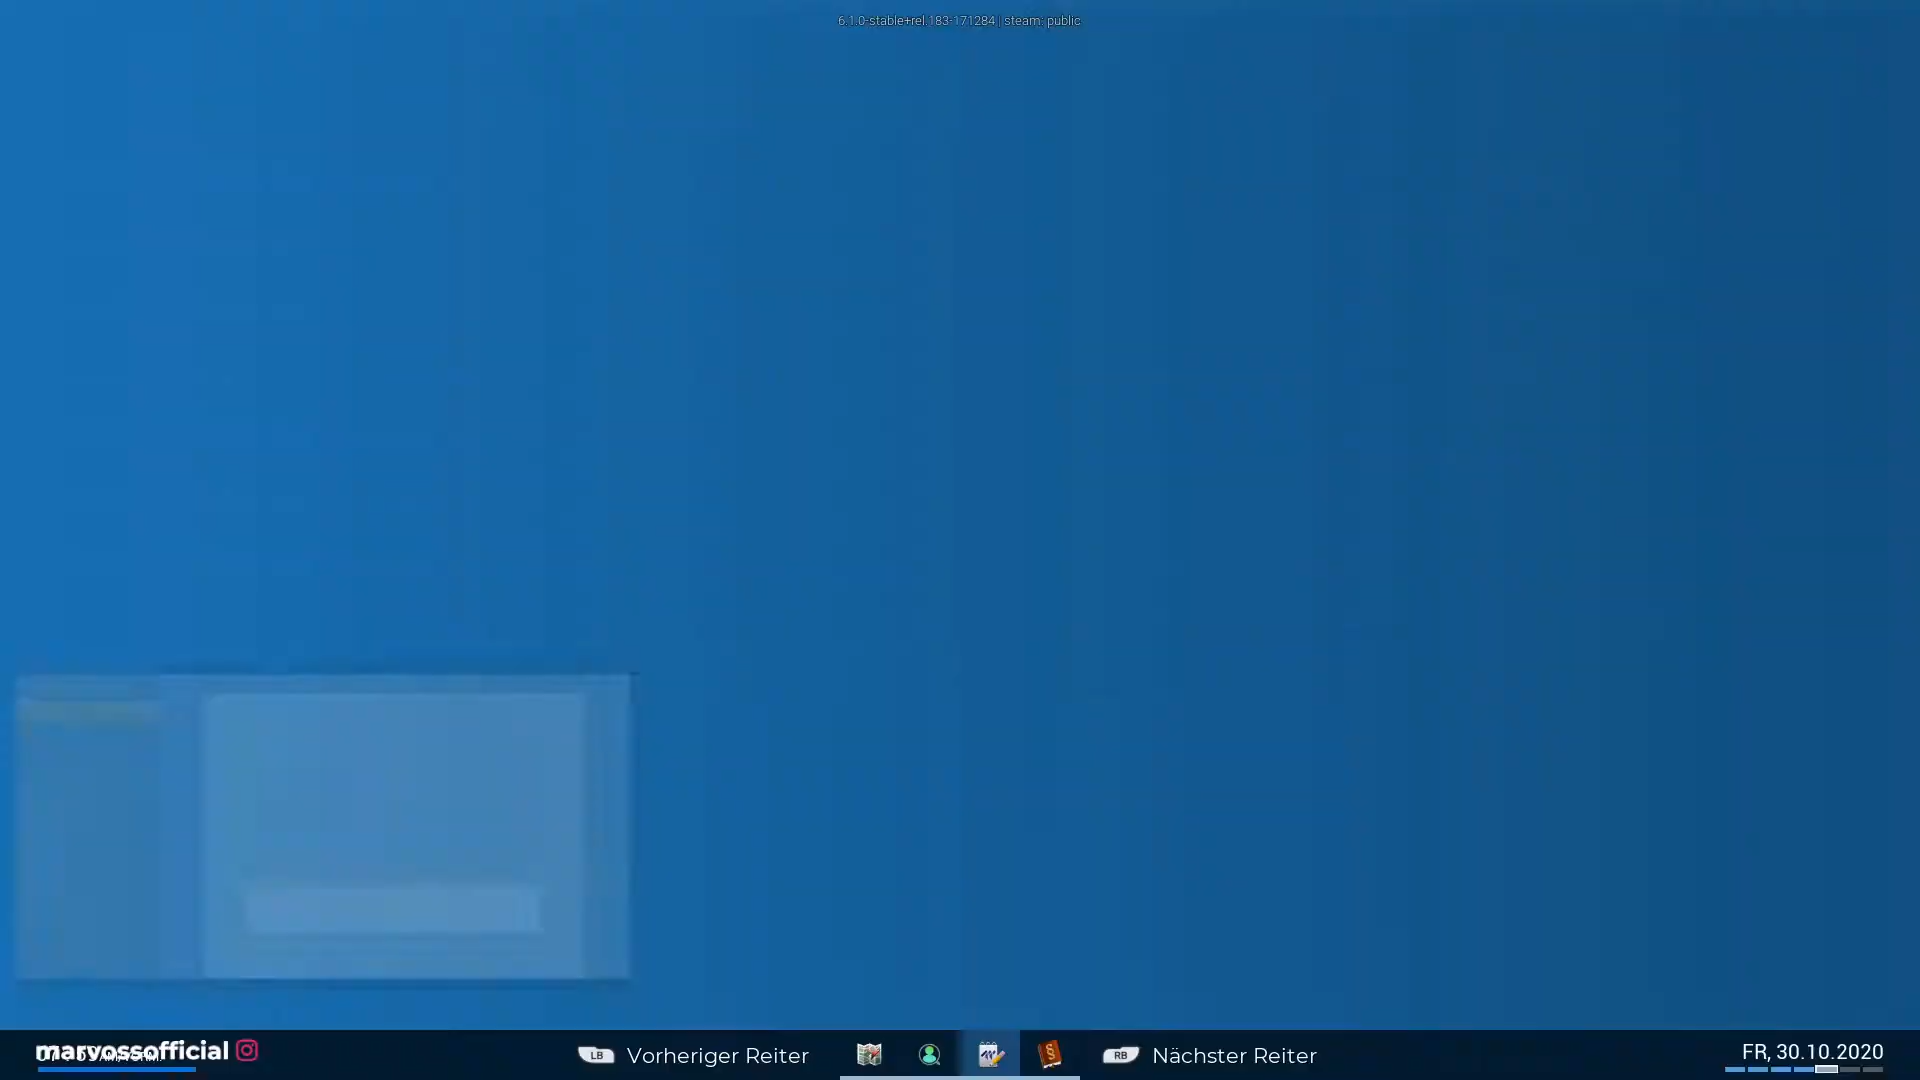 6.1.0-stable+rel.183-171284 | steam: public
marvossofficial
LB Vorheriger Reiter
§
RB Nächster Reiter
FR, 30.10.2020